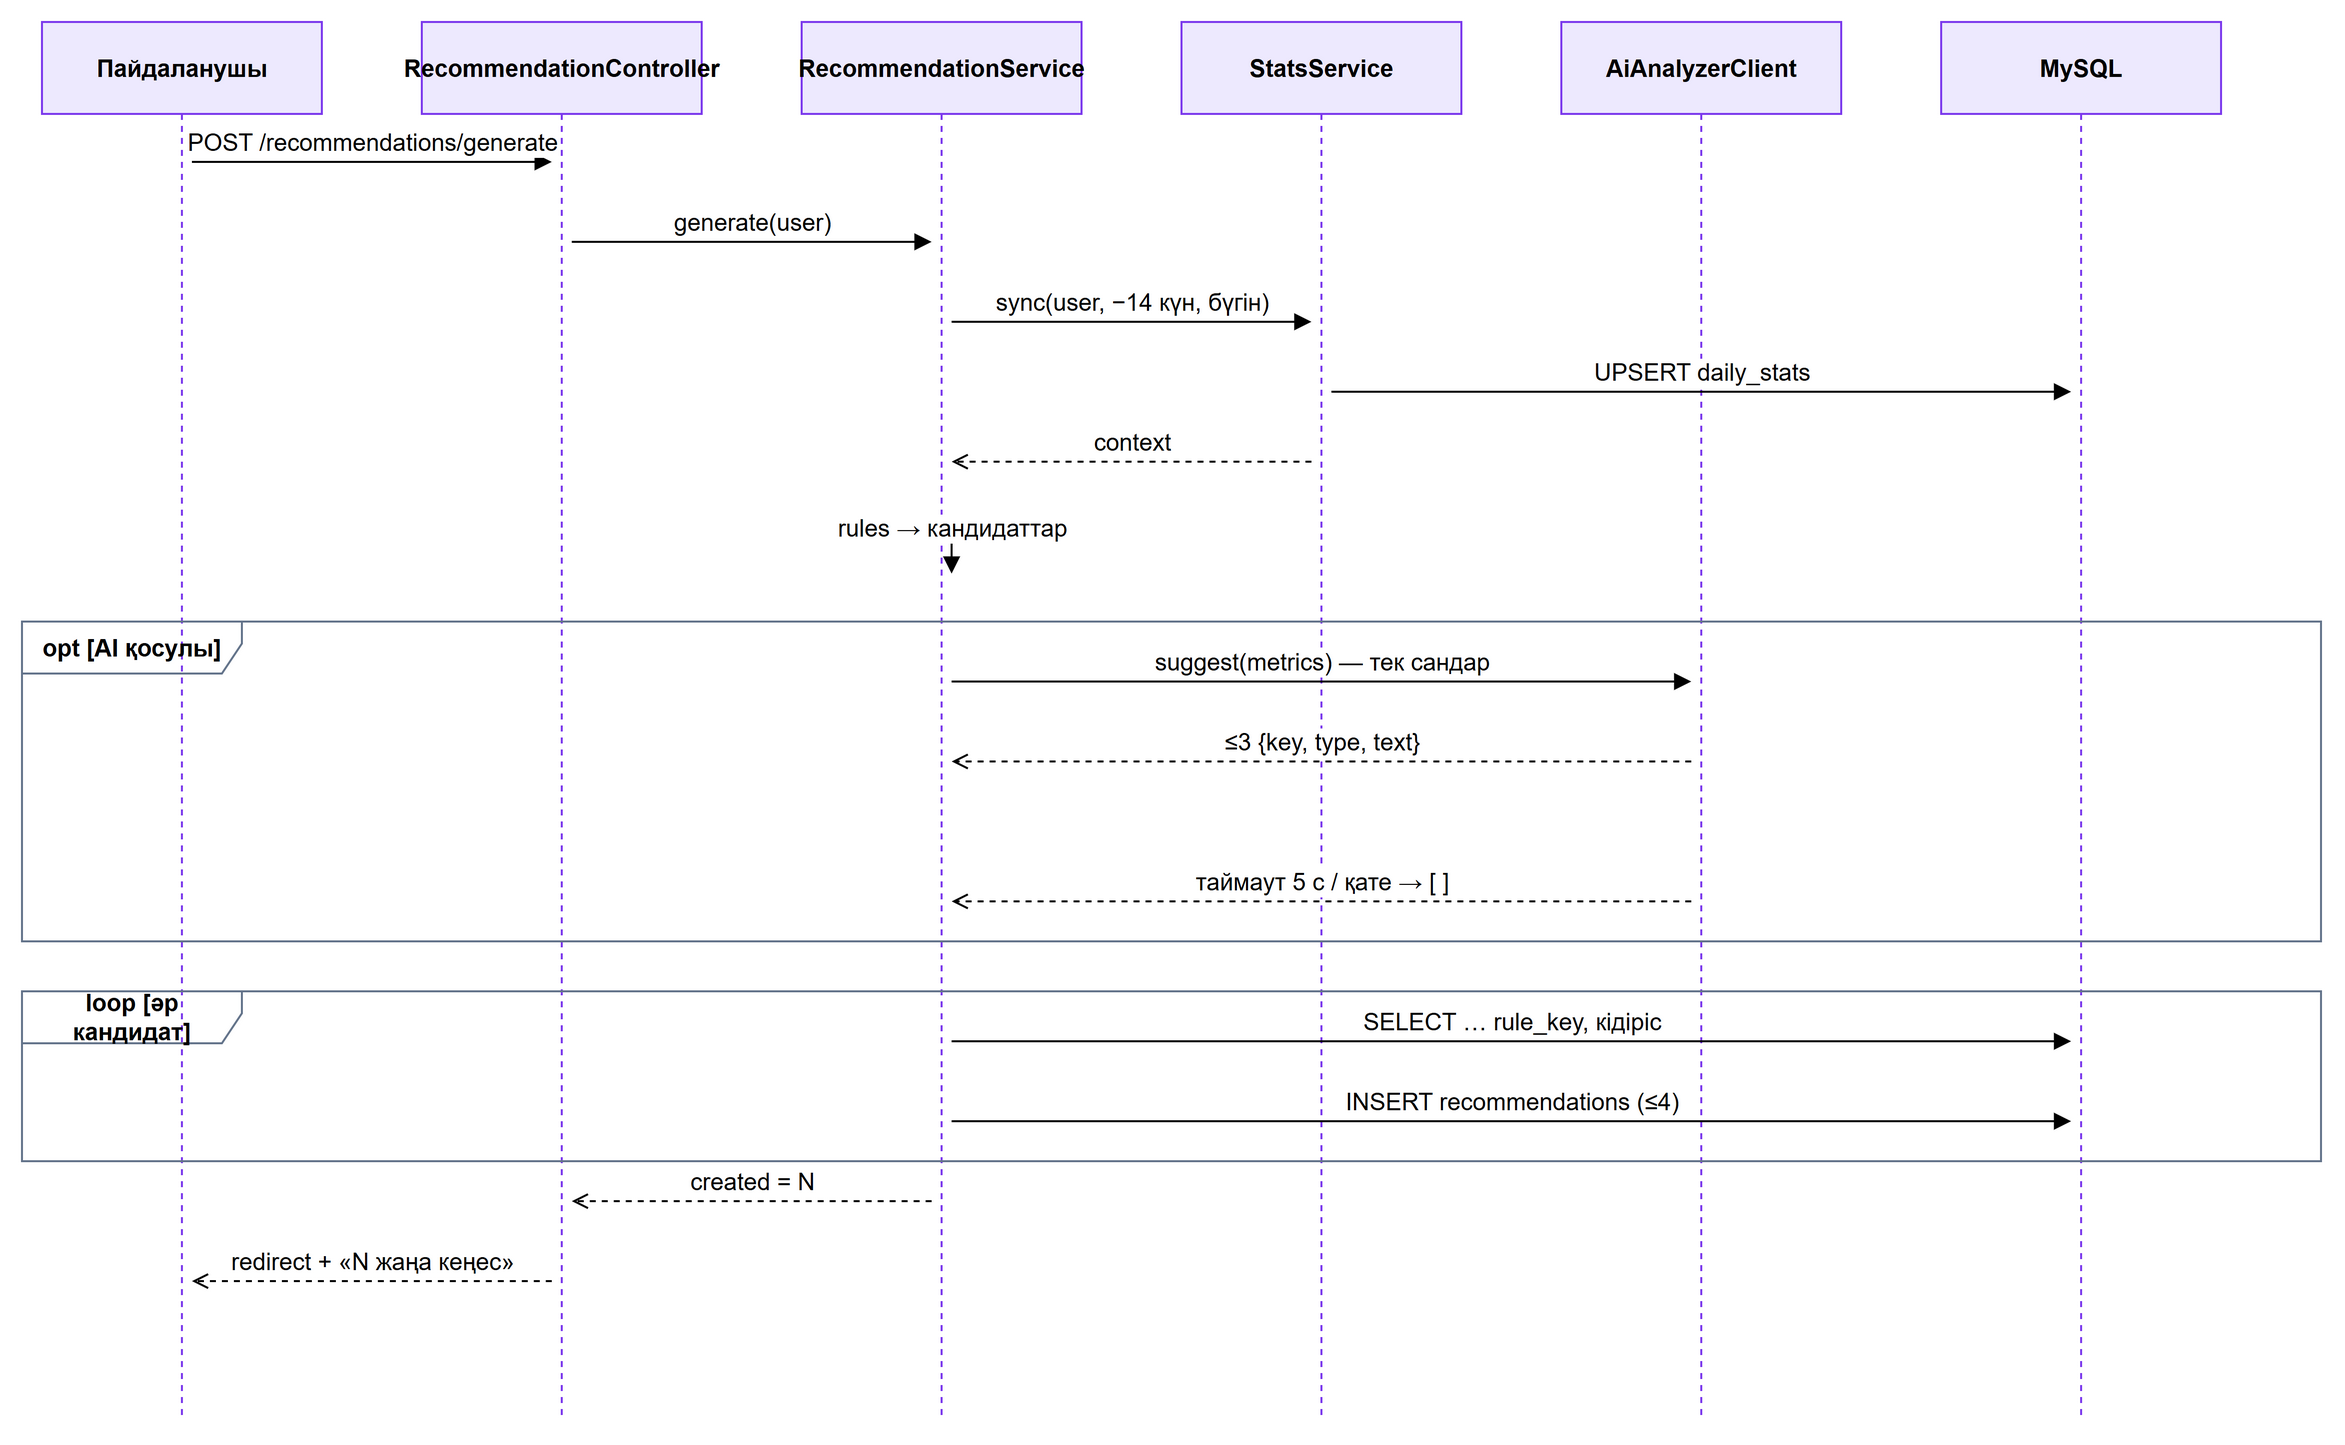 Пайдаланушы
RecommendationController
RecommendationService
StatsService
AiAnalyzerClient
MySQL
POST /recommendations/generate
generate(user)
sync(user, −14 күн, бүгін)
UPSERT daily_stats
context
rules → кандидаттар
opt [AI қосулы]
suggest(metrics) — тек сандар
≤3 {key, type, text}
таймаут 5 с / қате → [ ]
loop [әр
кандидат]
SELECT … rule_key, кідіріс
INSERT recommendations (≤4)
created = N
redirect + «N жаңа кеңес»